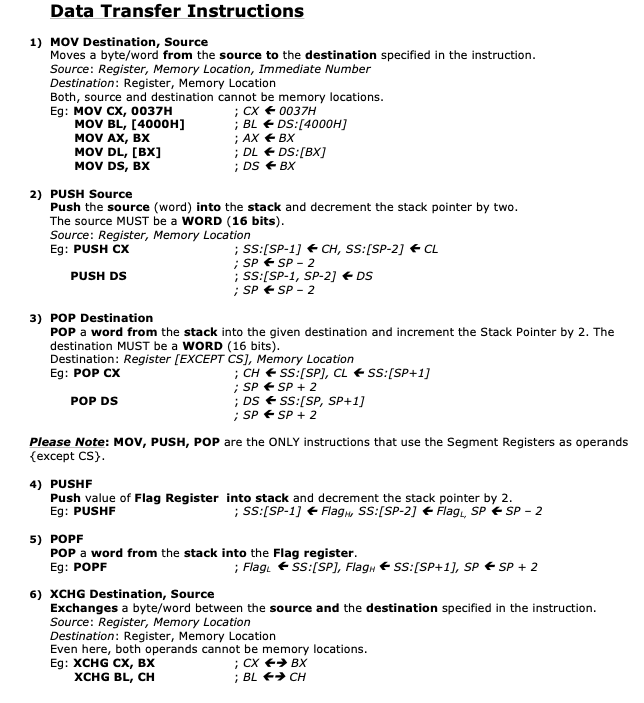 Data Transfer Instructions
1) MOV Destination, Source
Moves a byte/word from the source to the destination specified in the instruction.
Source: Register, Memory Location, Immediate Number
Destination: Register, Memory Location
Both, source and destination cannot be memory locations.
Eg: MOV CX, 0037H ; CX ← 0037H
MOV BL, [4000H] ; BL ← DS:[4000H]
MOV AX, BX ; AX ← BX
MOV DL, [BX] ; DL ← DS:[BX]
MOV DS, BX ; DS ← BX
2) PUSH Source
Push the source (word) into the stack and decrement the stack pointer by two.
The source MUST be a WORD (16 bits).
Source: Register, Memory Location
Eg: PUSH CX ; SS:[SP-1] ← CH, SS:[SP-2] ← CL
; SP ← SP – 2
PUSH DS ; SS:[SP-1, SP-2] ← DS
; SP ← SP – 2
3) POP Destination
POP a word from the stack into the given destination and increment the Stack Pointer by 2. The
destination MUST be a WORD (16 bits).
Destination: Register [EXCEPT CS], Memory Location
Eg: POP CX ; CH ← SS:[SP], CL ← SS:[SP+1]
; SP ← SP + 2
POP DS ; DS ← SS:[SP, SP+1]
; SP ← SP + 2
Please Note: MOV, PUSH, POP are the ONLY instructions that use the Segment Registers as operands
{except CS}.
4) PUSHF
Push value of Flag Register into stack and decrement the stack pointer by 2.
Eg: PUSHF ; SS:[SP-1] ← FlagH, SS:[SP-2] ← FlagL, SP ← SP – 2
5) POPF
POP a word from the stack into the Flag register.
Eg: POPF ; FlagL ← SS:[SP], FlagH ← SS:[SP+1], SP ← SP + 2
6) XCHG Destination, Source
Exchanges a byte/word between the source and the destination specified in the instruction.
Source: Register, Memory Location
Destination: Register, Memory Location
Even here, both operands cannot be memory locations.
Eg: XCHG CX, BX ; CX ←→ BX
XCHG BL, CH ; BL ←→ CH